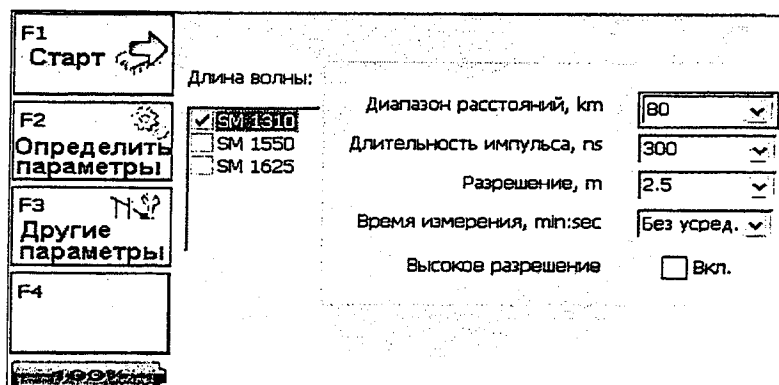 F1
Старт
F2
Определить
параметры
F3
Другие
параметры
F4
100%
Длина волны:
SM 1310
SM 1550
SM 1625
Диапазон расстояний, km 80
Длительность импульса, ns 300
Разрешение, m 2.5
Время измерения, min:sec Без усред.
Высокое разрешение Вкл.